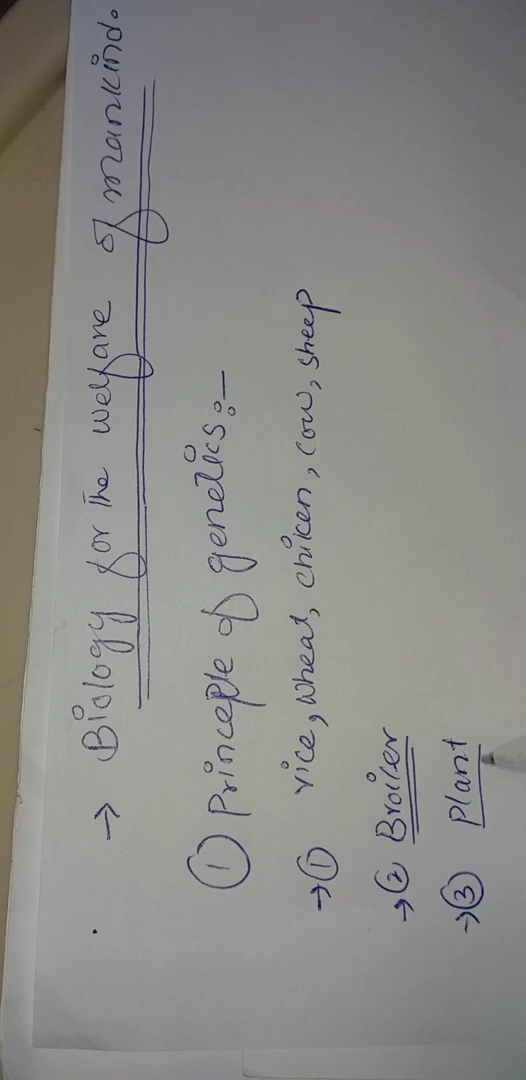 → Biology for the welfare of mankind.
① Principle of genetics:-
→① rice, wheat, chicken, cow, sheep
→② Broiler
→③ Plant